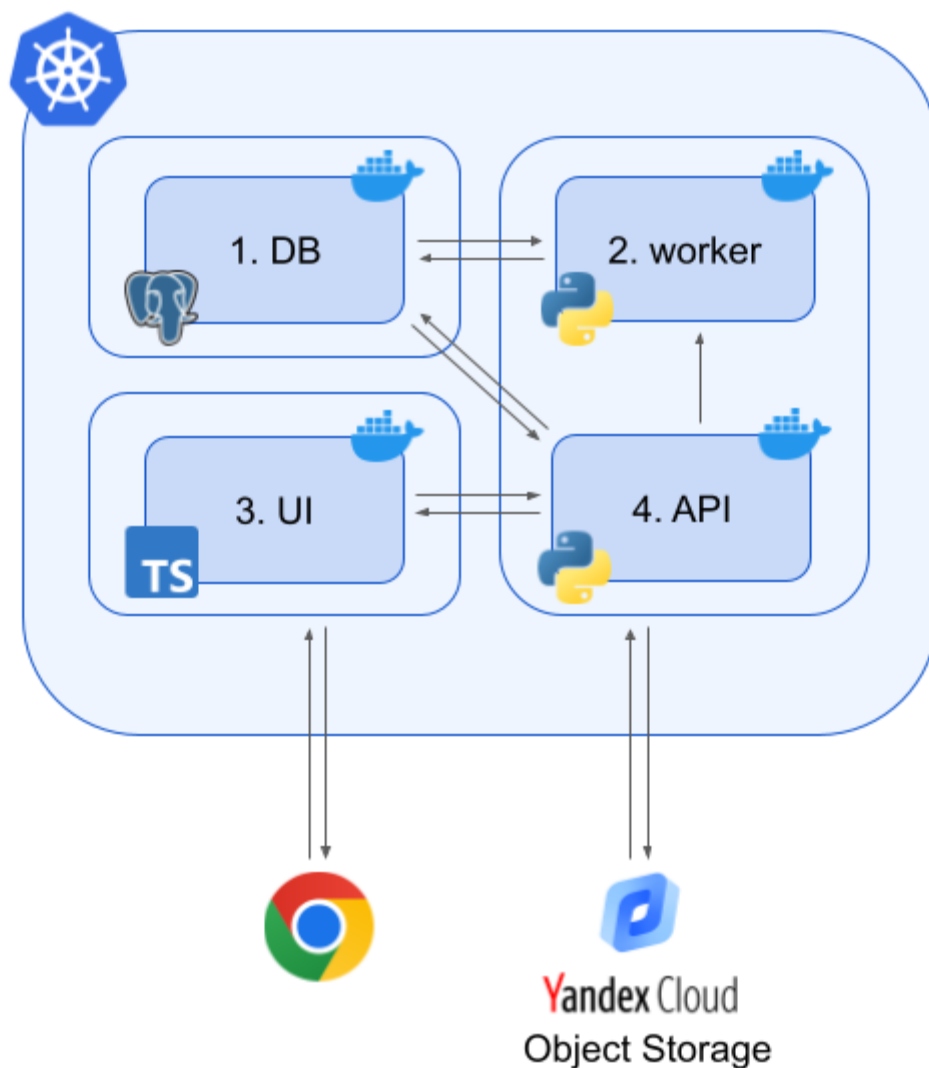 1. DB
2. worker
3. UI
4. API
TS
Yandex Cloud
Object Storage